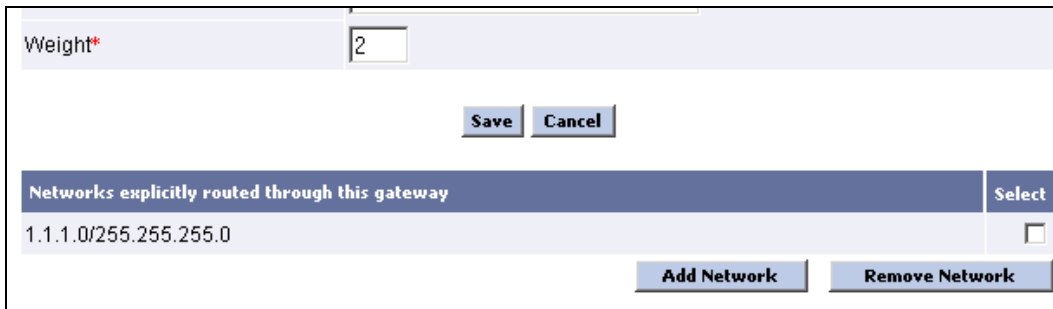 Weight*
2
Save Cancel
Networks explicitly routed through this gateway Select
1.1.1.0/255.255.255.0
Add Network Remove Network